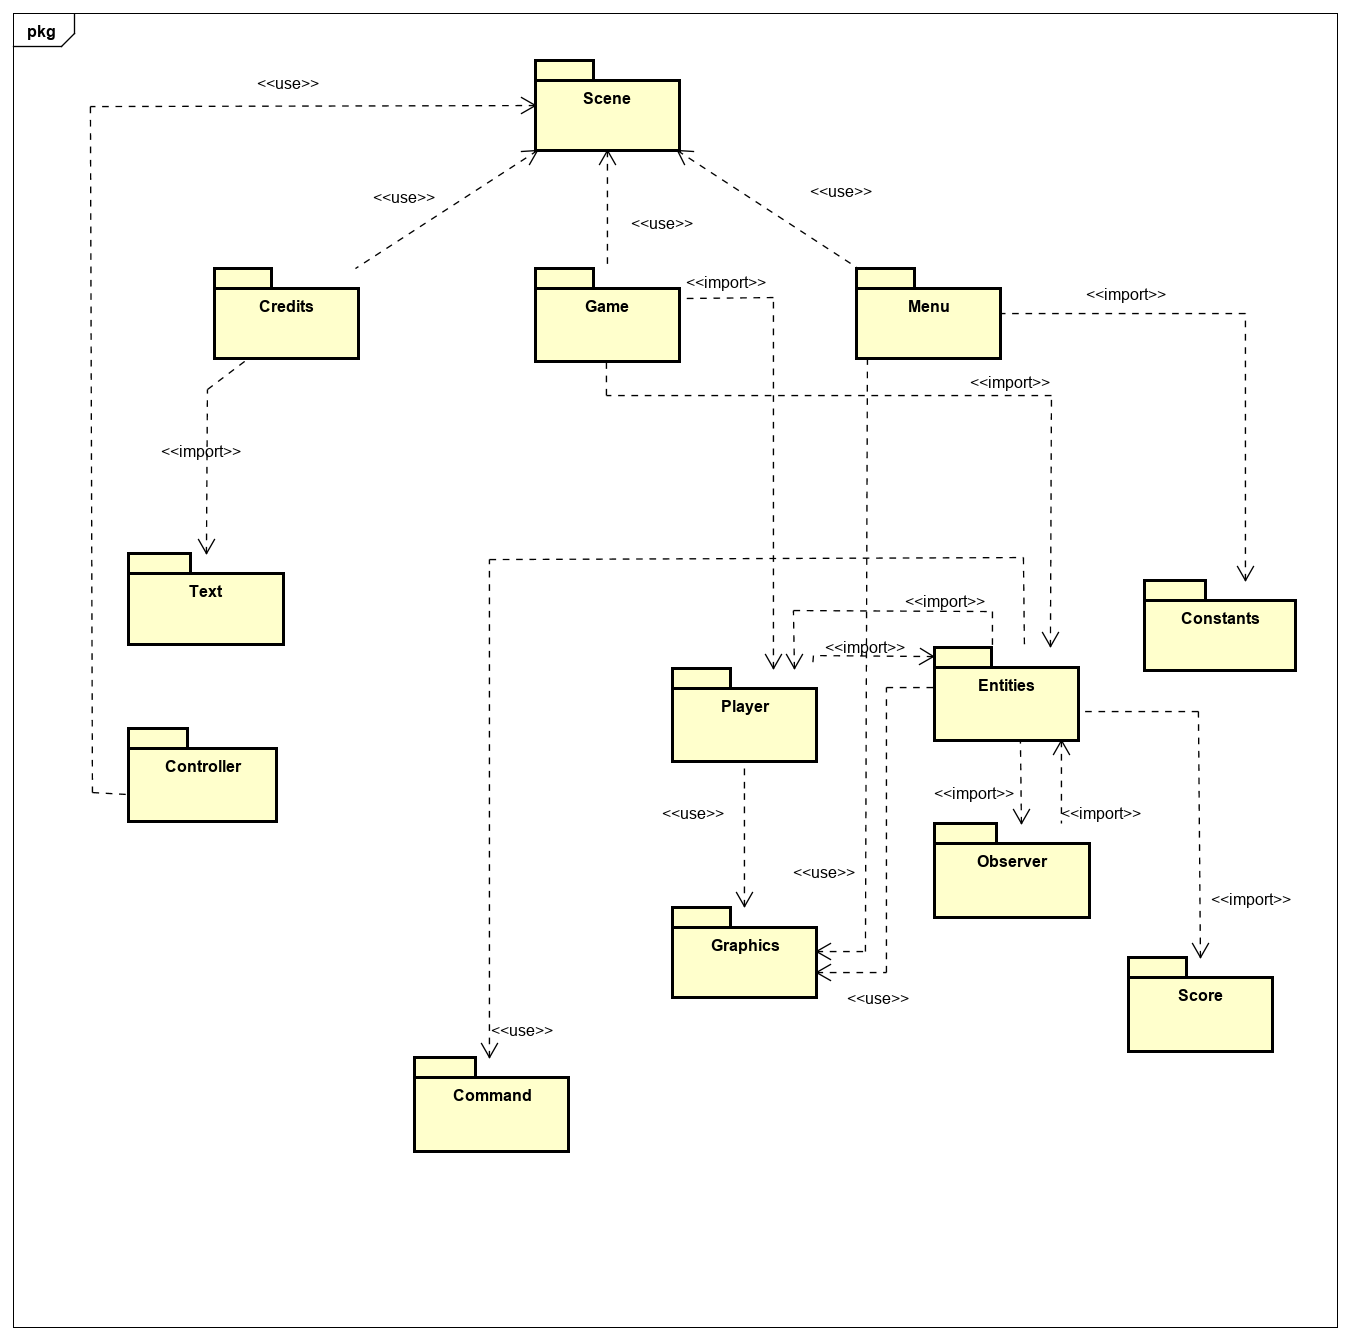 pkg
<<use>>
Scene
<<use>>
<<use>>
<<use>>
<<import>>
<<import>>
Credits
Game
Menu
<<import>>
<<import>>
Text
<<import>>
Constants
<<import>>
Entities
Player
Controller
<<import>>
<<use>>
<<import>>
Observer
<<use>>
<<import>>
Graphics
Score
<<use>>
<<use>>
Command